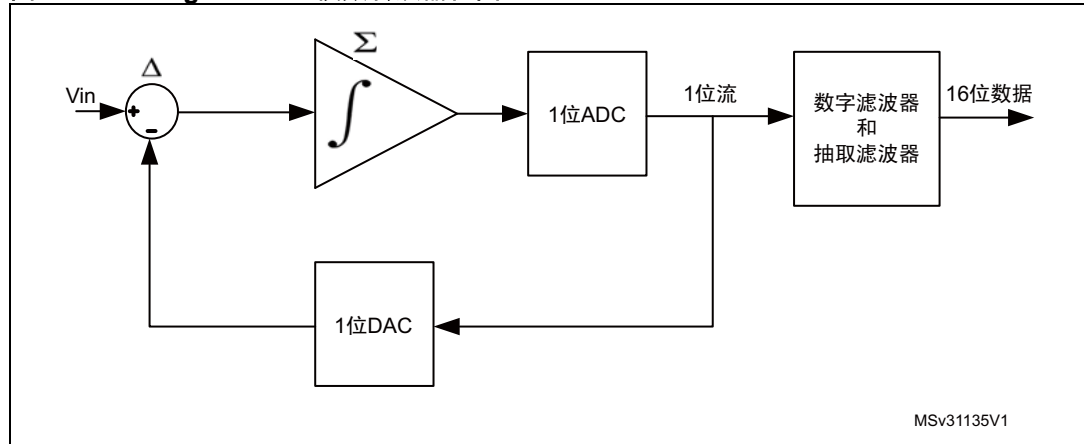 Σ
Δ
Vin
+
-
∫
1位ADC
1位流
数字滤波器
和
抽取滤波器
16位数据
1位DAC
MSv31135V1